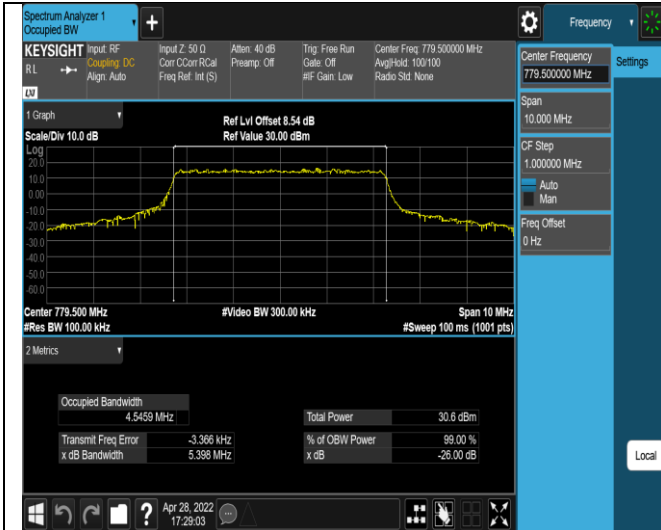 Spectrum Analyzer 1
Occupied BW
+
Frequency
KEYSIGHT
R L
LXI
Input: RF
Coupling: DC
Align: Auto
Input Z: 50 Ω
Corr CCorr RCal
Freq Ref: Int (S)
Atten: 40 dB
Preamp: Off
Trig: Free Run
Gate: Off
#IF Gain: Low
Center Freq: 779.500000 MHz
Avg|Hold: 100/100
Radio Std: None
Center Frequency
779.500000 MHz
Settings
Span
10.000 MHz
CF Step
1.000000 MHz
Auto
Man
Freq Offset
0 Hz
1 Graph
Scale/Div 10.0 dB
Ref Lvl Offset 8.54 dB
Ref Value 30.00 dBm
Log
20.0
10.0
0.00
-10.0
-20.0
-30.0
-40.0
-50.0
-60.0
Center 779.500 MHz
#Video BW 300.00 kHz
Span 10 MHz
#Res BW 100.00 kHz
#Sweep 100 ms (1001 pts)
2 Metrics
Occupied Bandwidth
4.5459 MHz
Total Power 30.6 dBm
Transmit Freq Error -3.366 kHz
% of OBW Power 99.00 %
x dB Bandwidth 5.398 MHz
x dB -26.00 dB
Local
?
Apr 28, 2022
17:29:03